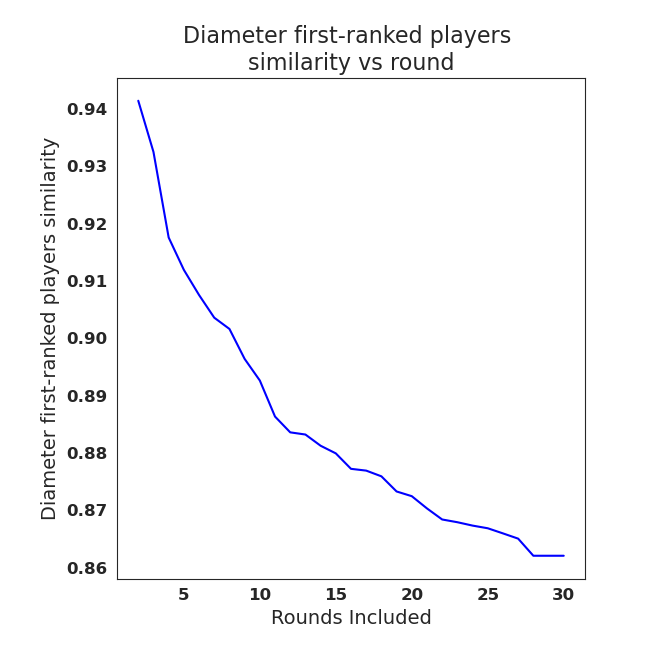 Diameter first-ranked players
similarity vs round
Diameter first-ranked players similarity
0.94
0.93
0.92
0.91
0.90
0.89
0.88
0.87
0.86
5 10 15 20 25 30
Rounds Included